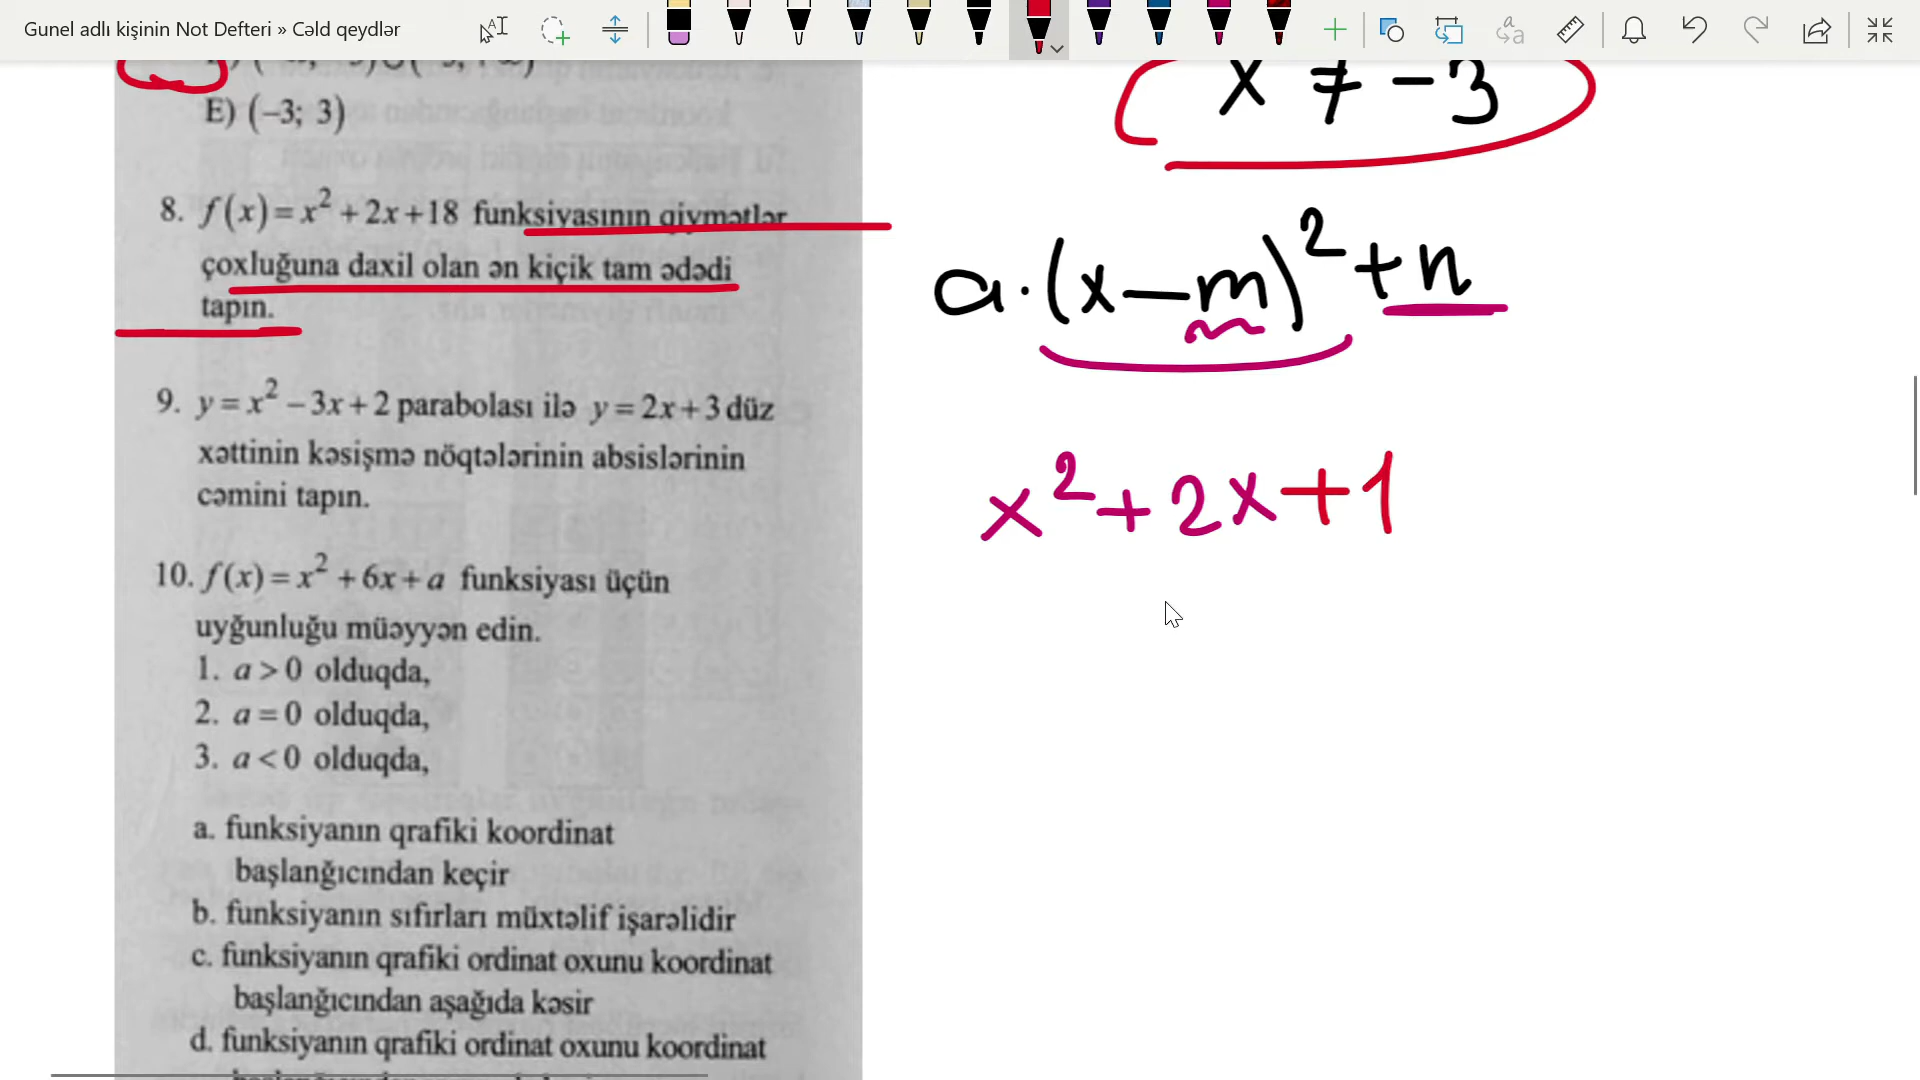 Gunel adlı kişinin Not Defteri » Cəld qeydlər
E) (–3; 3)
x ≠ -3
8. f(x)=x² +2x+18 funksiyasının qiymətlər
çoxluğuna daxil olan ən kiçik tam ədədi
tapın.
a·(x-m)²+n
9. y=x² –3x+2 parabolası ilə y=2x+3 düz
xəttinin kəsişmə nöqtələrinin absislərinin
cəmini tapın.
x²+2x+1
10. f(x)=x² +6x+a funksiyası üçün
uyğunluğu müəyyən edin.
1. a>0 olduqda,
2. a=0 olduqda,
3. a<0 olduqda,
a. funksiyanın qrafiki koordinat
başlanğıcından keçir
b. funksiyanın sıfırları müxtəlif işarəlidir
c. funksiyanın qrafiki ordinat oxunu koordinat
başlanğıcından aşağıda kəsir
d. funksiyanın qrafiki ordinat oxunu koordinat